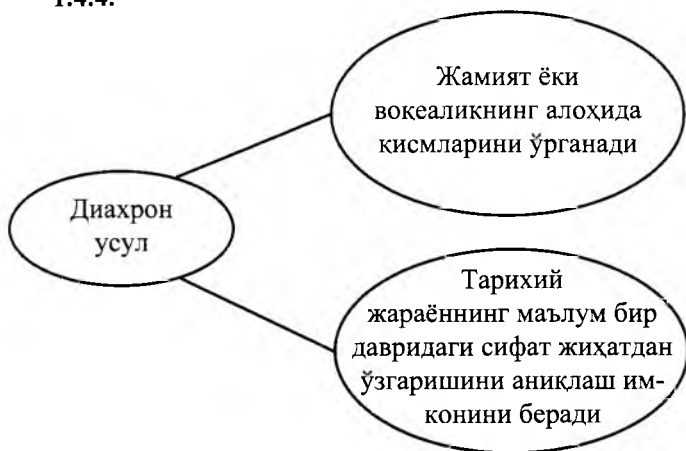 1.4.4.
Жамият ёки
воқеаликнинг алоҳида
қисмларини ўрганади
Диахрон
усул
Тарихий
жараённинг маълум бир
давридаги сифат жиҳатдан
ўзгаришини аниқлаш им-
конини беради